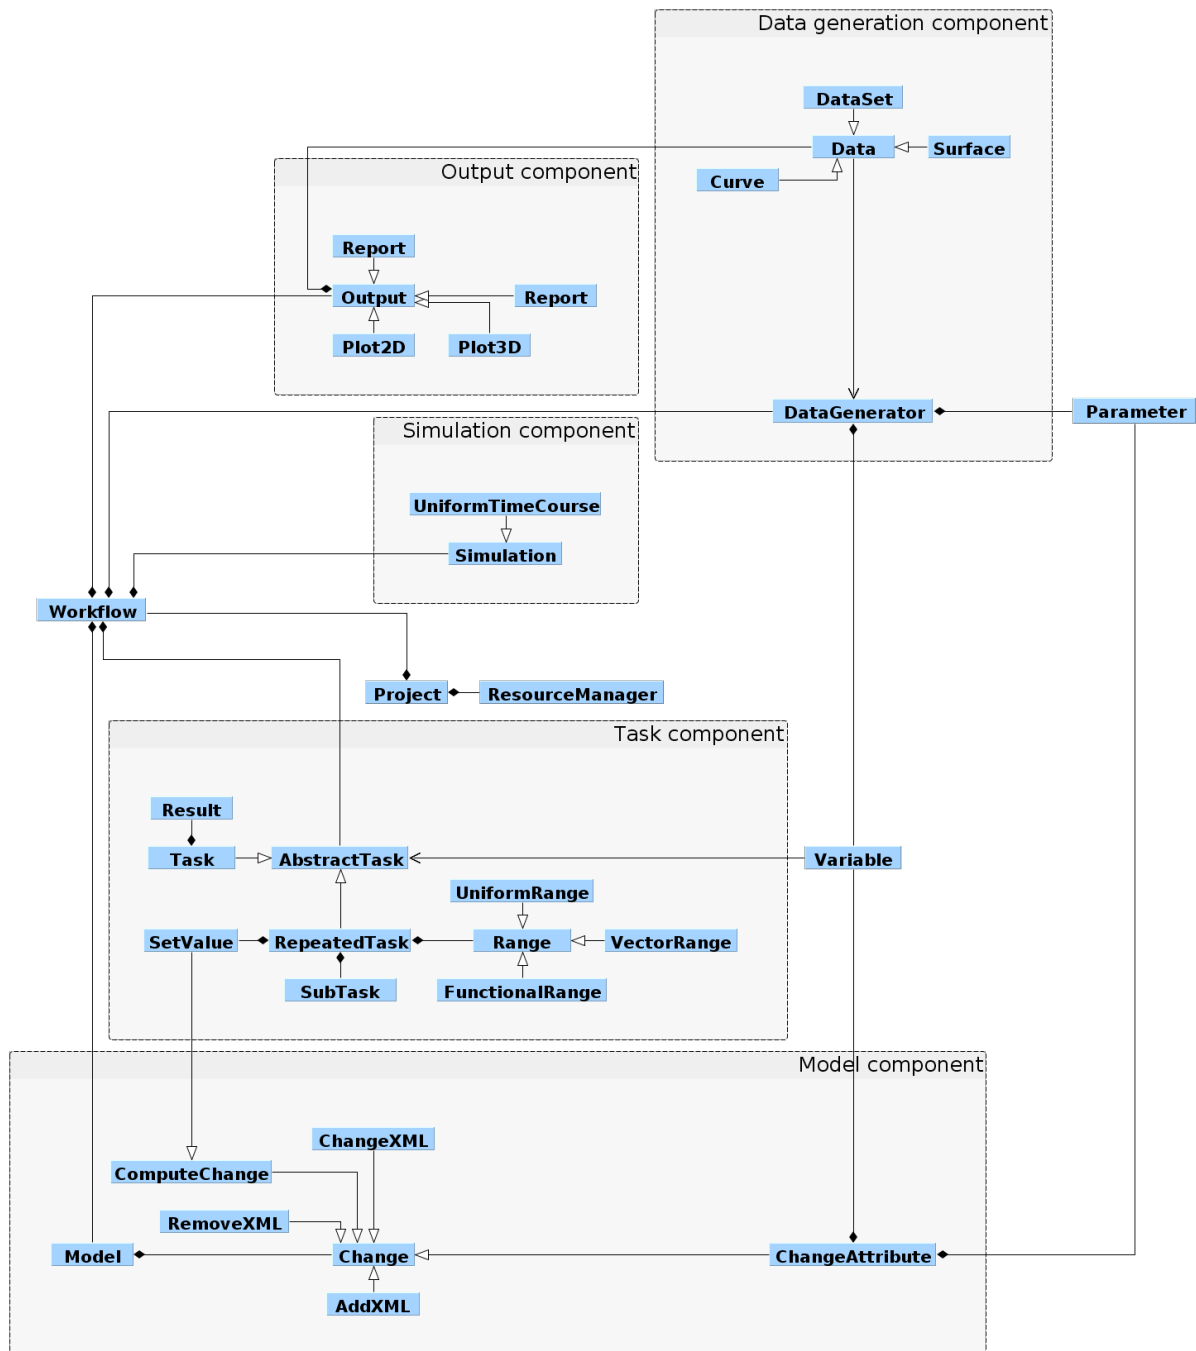 Data generation component
DataSet
Data
Surface
Curve
Output component
Report
Output
Report
Plot2D
Plot3D
DataGenerator
Parameter
Simulation component
UniformTimeCourse
Simulation
Workflow
Project
ResourceManager
Task component
Result
Task
AbstractTask
Variable
UniformRange
SetValue
RepeatedTask
Range
VectorRange
SubTask
FunctionalRange
Model component
ChangeXML
ComputeChange
RemoveXML
Model
Change
ChangeAttribute
AddXML